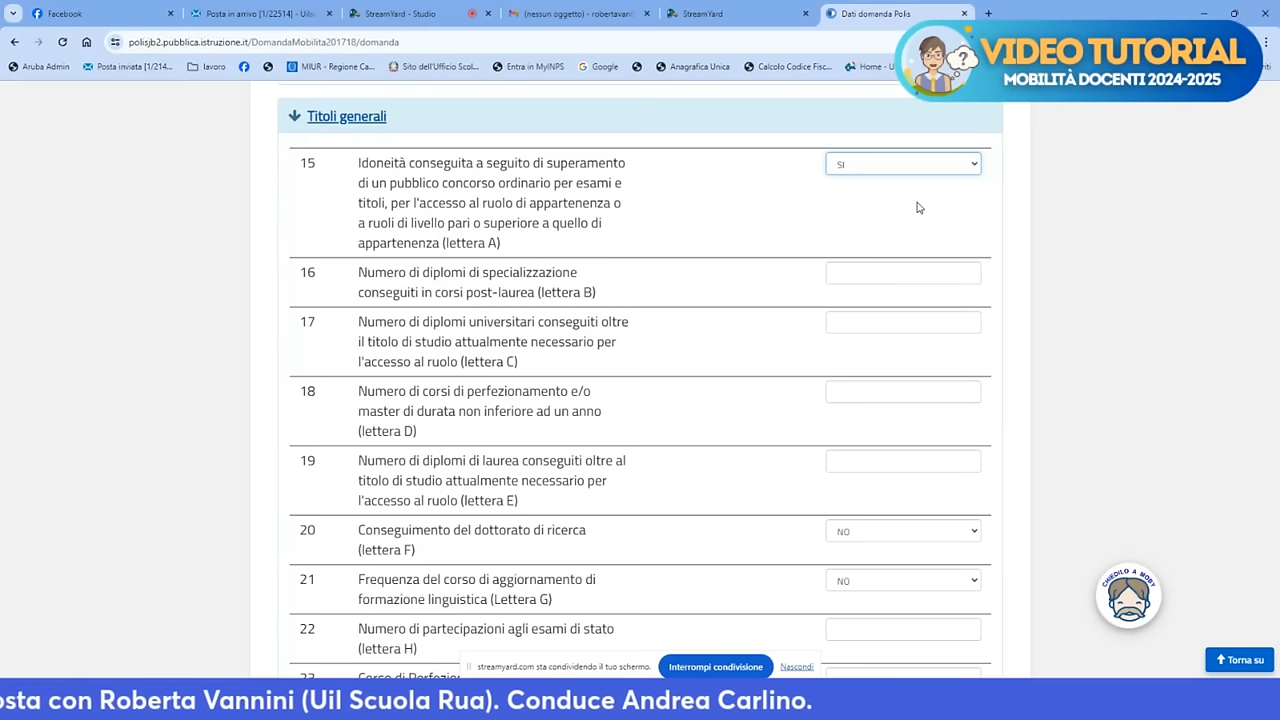 Facebook
Posta in arrivo [1/22514] - Uils
StreamYard - Studio
(nessun oggetto) - robertavan
StreamYard
Dati domanda Polis
polisjb2.pubblica.istruzione.it/DomandaMobilita201718/domanda
Aruba Admin
Posta inviata [1/214...
lavoro
MIUR - Regione Ca...
Sito dell'Ufficio Scol...
Entra in MyINPS
Google
Anagrafica Unica
Calcolo Codice Fisc...
Home - U
VIDEO TUTORIAL
MOBILITÀ DOCENTI 2024-2025
Titoli generali
15 Idoneità conseguita a seguito di superamento SI
di un pubblico concorso ordinario per esami e
titoli, per l'accesso al ruolo di appartenenza o
a ruoli di livello pari o superiore a quello di
appartenenza (lettera A)
16 Numero di diplomi di specializzazione
conseguiti in corsi post-laurea (lettera B)
17 Numero di diplomi universitari conseguiti oltre
il titolo di studio attualmente necessario per
l'accesso al ruolo (lettera C)
18 Numero di corsi di perfezionamento e/o
master di durata non inferiore ad un anno
(lettera D)
19 Numero di diplomi di laurea conseguiti oltre al
titolo di studio attualmente necessario per
l'accesso al ruolo (lettera E)
20 Conseguimento del dottorato di ricerca NO
(lettera F)
21 Frequenza del corso di aggiornamento di NO
formazione linguistica (Lettera G)
22 Numero di partecipazioni agli esami di stato
(lettera H)
CHIEDILO A MOBY
streamyard.com sta condividendo il tuo schermo. Interrompi condivisione Nascondi
Torna su
23 Corso di Perfezio
osta con Roberta Vannini (Uil Scuola Rua). Conduce Andrea Carlino.